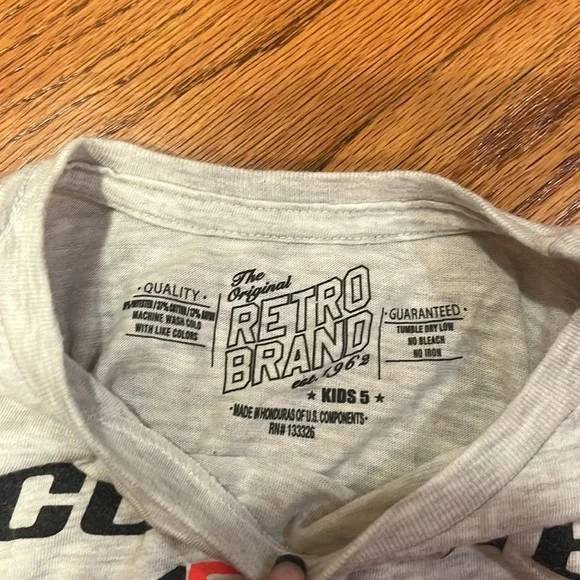 The
Original
RETRO
BRAND
est. 1962
★ KIDS 5 ★
· QUALITY ·
MACHINE WASH COLD
WITH LIKE COLORS
· GUARANTEED ·
TUMBLE DRY LOW
NO BLEACH
NO IRON
· MADE IN HONDURAS OF U.S. COMPONENTS ·
RN# 133326